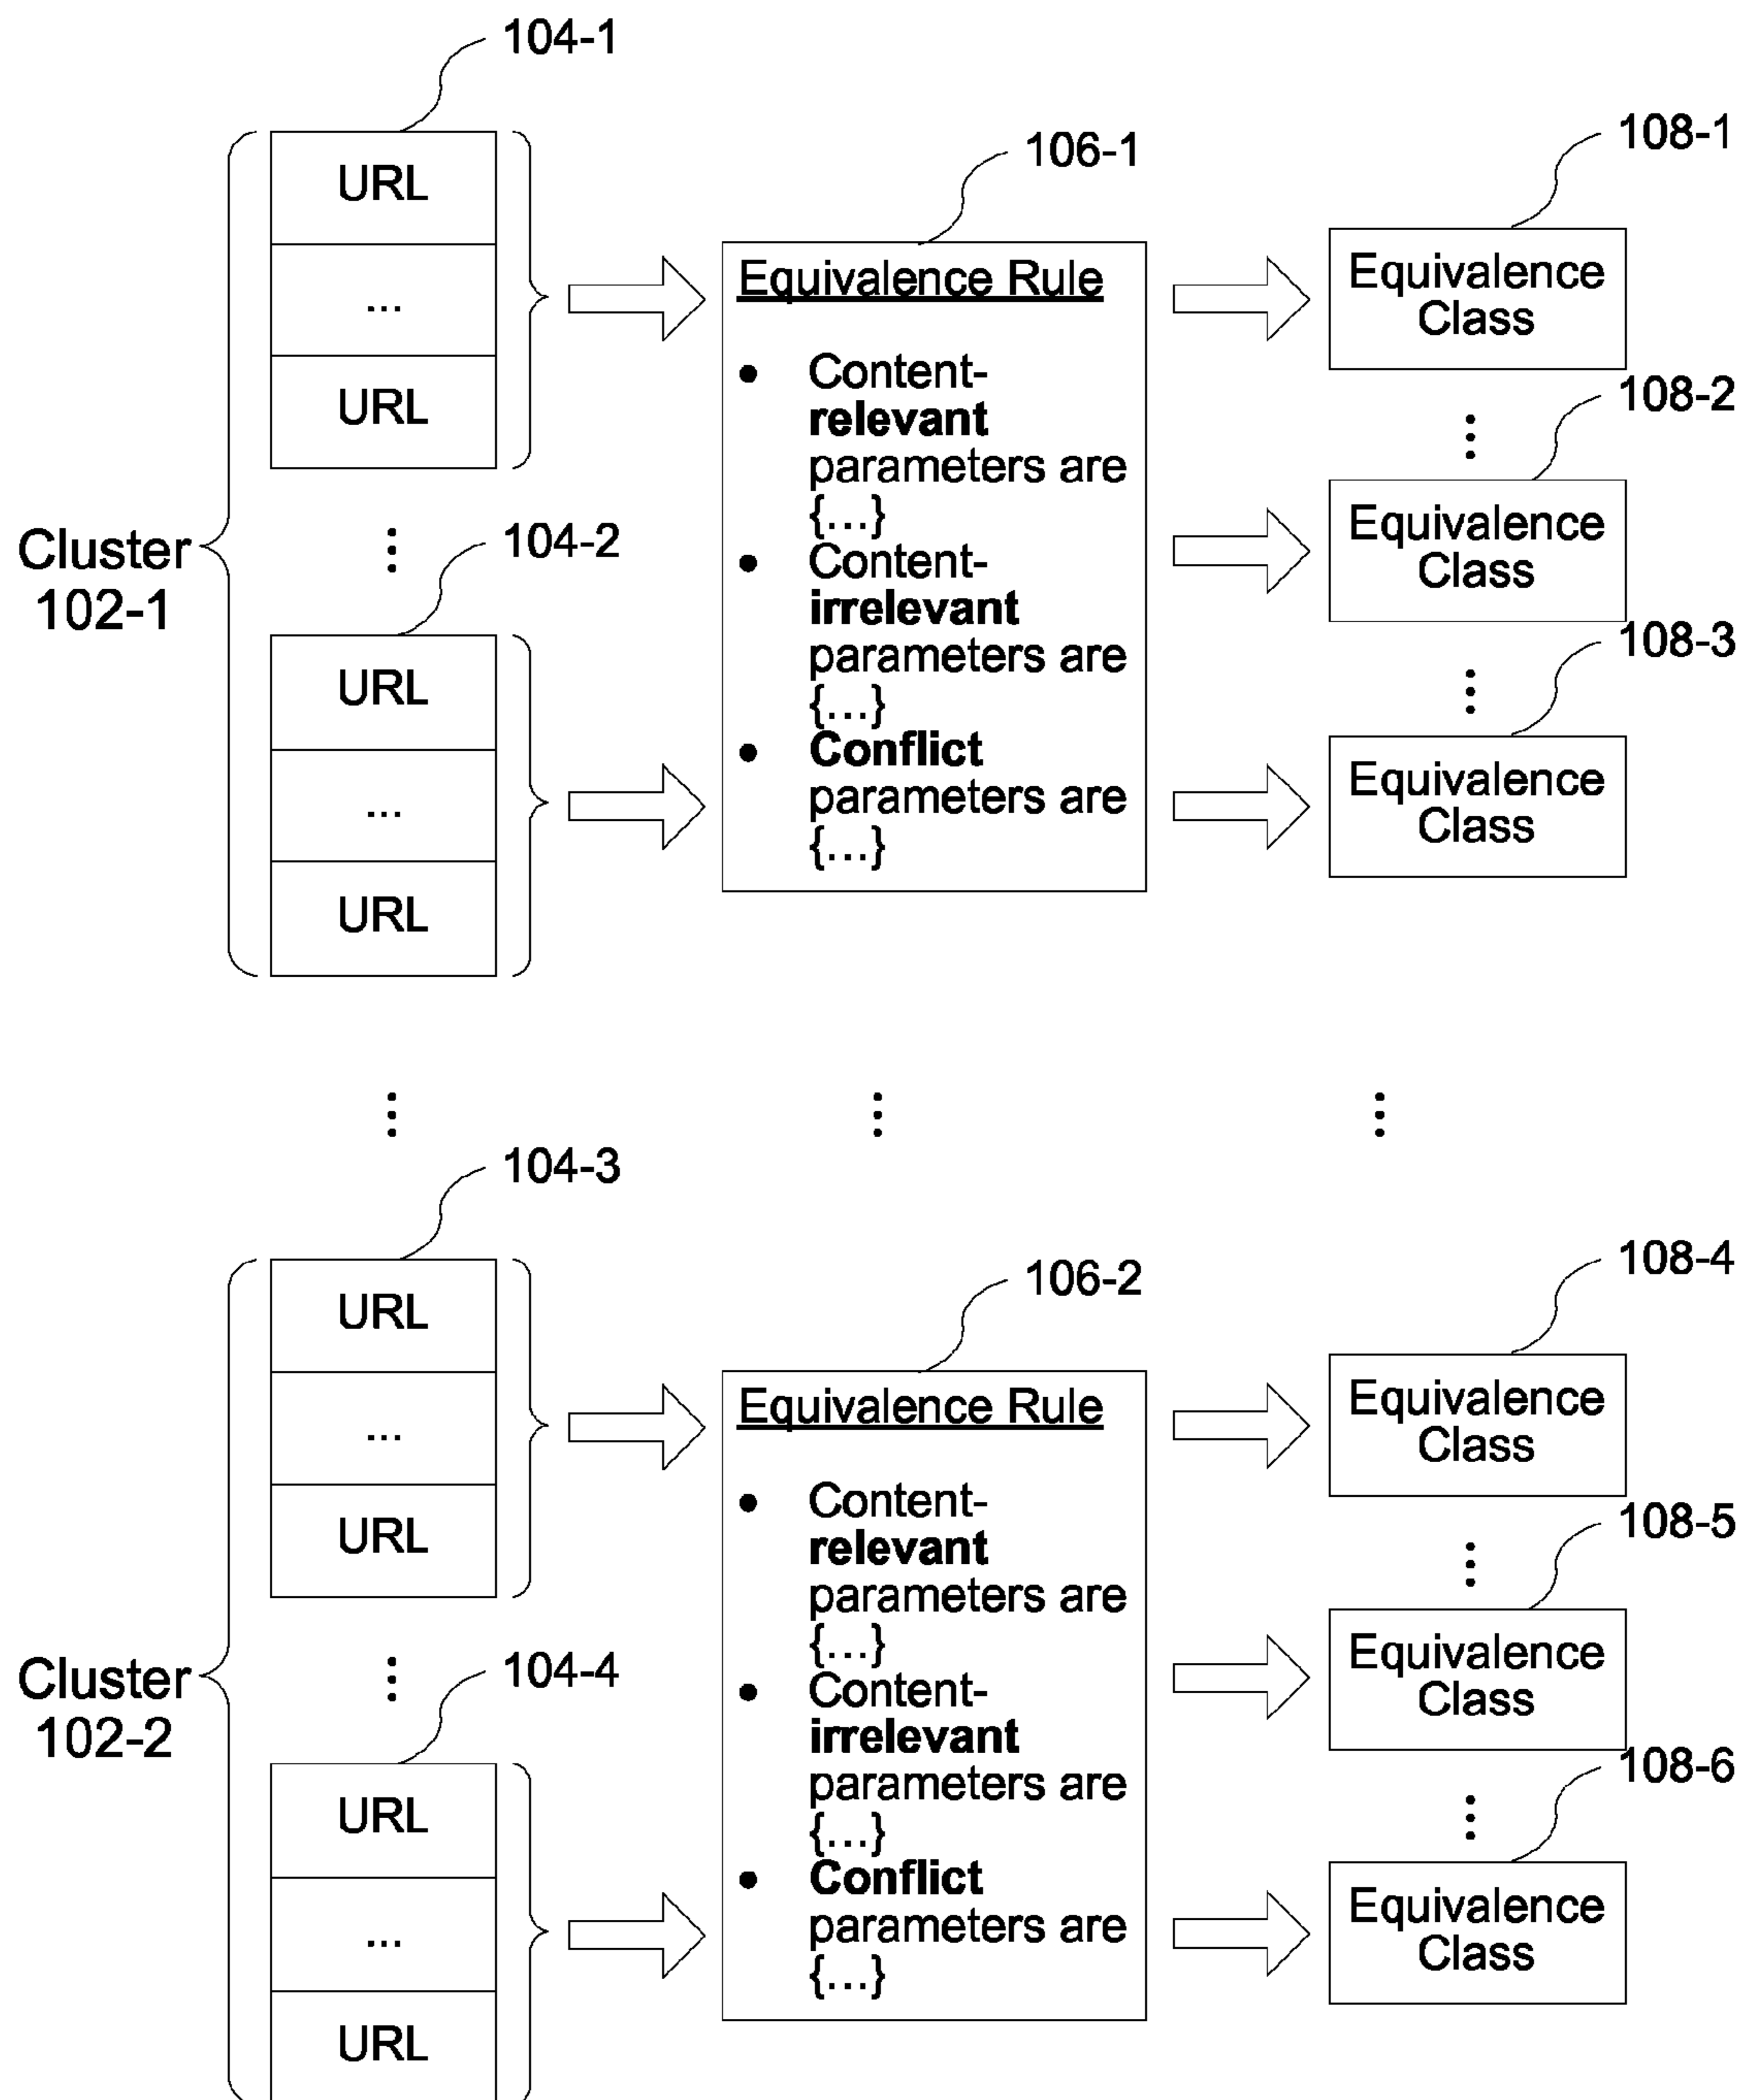 104-1
URL
...
URL
Cluster
102-1
104-2
URL
...
URL
106-1
Equivalence Rule
• Content-
relevant
parameters are
{...}
• Content-
irrelevant
parameters are
{...}
• Conflict
parameters are
{...}
108-1
Equivalence
Class
108-2
Equivalence
Class
108-3
Equivalence
Class
104-3
URL
...
URL
Cluster
102-2
104-4
URL
...
URL
106-2
Equivalence Rule
• Content-
relevant
parameters are
{...}
• Content-
irrelevant
parameters are
{...}
• Conflict
parameters are
{...}
108-4
Equivalence
Class
108-5
Equivalence
Class
108-6
Equivalence
Class